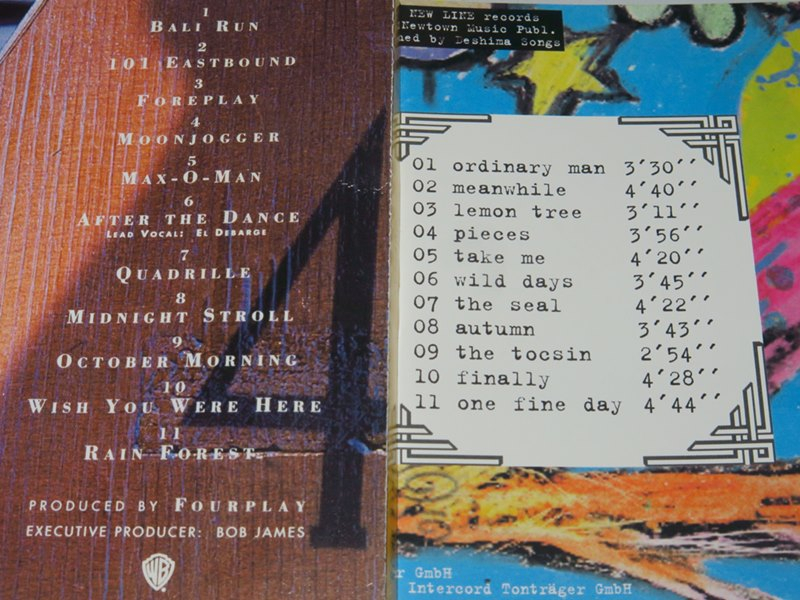 1
BALI RUN
2
101 EASTBOUND
3
FOREPLAY
4
MOONJOGGER
5
MAX-O-MAN
6
AFTER THE DANCE
LEAD VOCAL: EL DEBARGE
7
QUADRILLE
8
MIDNIGHT STROLL
9
OCTOBER MORNING
10
WISH YOU WERE HERE
11
RAIN FOREST
PRODUCED BY FOURPLAY
EXECUTIVE PRODUCER: BOB JAMES
WB
4
NEW LINE records
Newtown Music Publ.
by Deshima Songs
01 ordinary man 3'30''
02 meanwhile 4'40''
03 lemon tree 3'11''
04 pieces 3'56''
05 take me 4'20''
06 wild days 3'45''
07 the seal 4'22''
08 autumn 3'43''
09 the tocsin 2'54''
10 finally 4'28''
11 one fine day 4'44''
GmbH
Intercord Tonträger GmbH